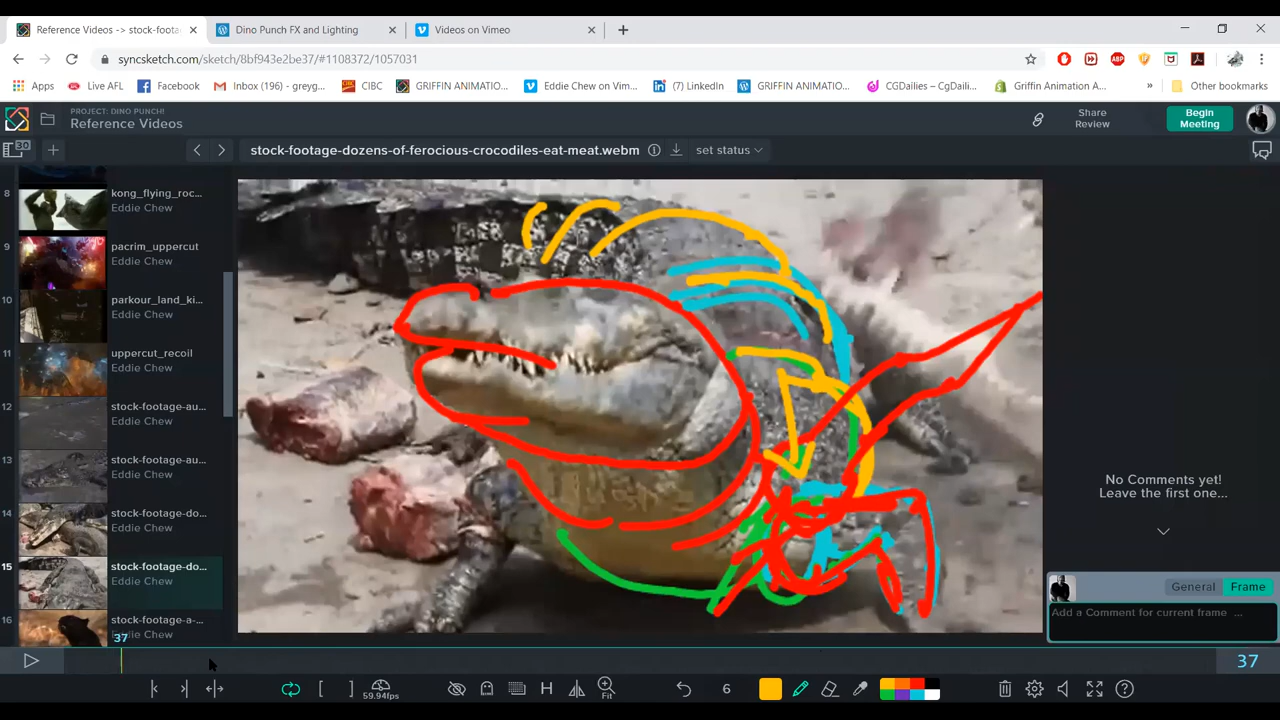 Reference Videos -> stock-foota
Dino Punch FX and Lighting
Videos on Vimeo
syncsketch.com/sketch/8bf943e2be37/#1108372/1057031
Apps
Live AFL
Facebook
Inbox (196) - greyg...
CIBC
GRIFFIN ANIMATIO...
Eddie Chew on Vim...
(7) LinkedIn
GRIFFIN ANIMATIO...
CGDailies – CgDaili...
Griffin Animation A...
»
Other bookmarks
PROJECT: DINO PUNCH!
Reference Videos
Share
Review
Begin
Meeting
30
stock-footage-dozens-of-ferocious-crocodiles-eat-meat.webm
set status
8
kong_flying_roc...
Eddie Chew
9
pacrim_uppercut
Eddie Chew
10
parkour_land_ki...
Eddie Chew
11
uppercut_recoil
Eddie Chew
12
stock-footage-au...
Eddie Chew
13
stock-footage-au...
Eddie Chew
14
stock-footage-do...
Eddie Chew
15
stock-footage-do...
Eddie Chew
16
stock-footage-a-...
Eddie Chew
No Comments yet!
Leave the first one...
General
Frame
Add a Comment for current frame ...
37
37
59.94fps
H
Fit
6
ABP